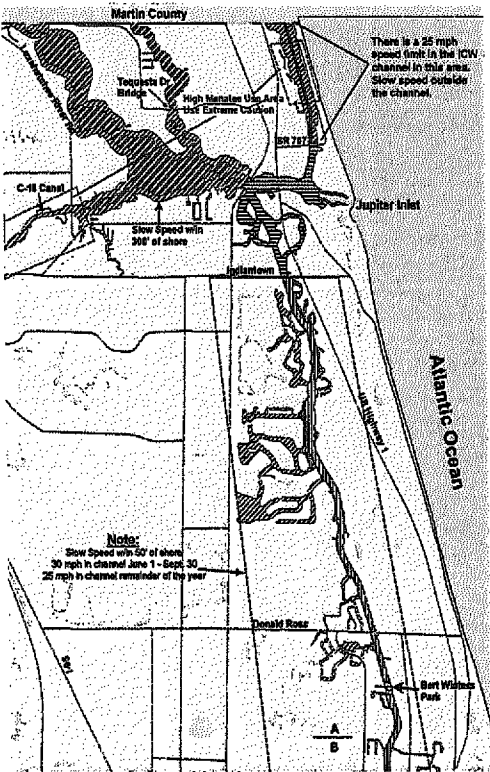 Martin County
There is a 25 mph
speed limit in the ICW
channel in this area.
Slow speed outside
the channel.
Tequesta Dr
Bridge
High Manatee Use Area
Use Extreme Caution
SR 707
C-18 Canal
Jupiter Inlet
Slow Speed w/in
300' of shore
Indiantown
Atlantic Ocean
US Highway 1
Note:
Slow Speed w/in 50' of shore
30 mph in channel June 1 - Sept. 30
25 mph in channel remainder of the year
Donald Ross
I-95
Bert Winters
Park
A
B